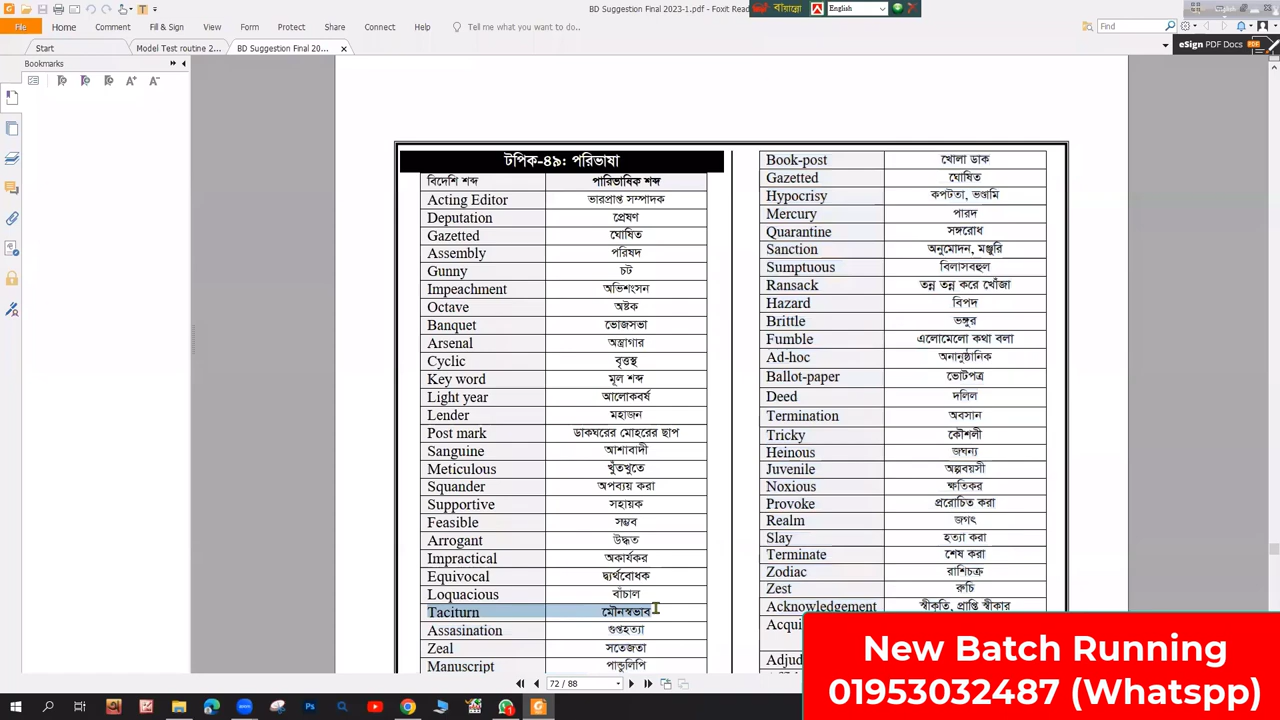 BD Suggestion Final 2023-1.pdf - Foxit Read
বায়ান্নো English
File Home Comment Fill & Sign View Form Protect Share Connect Help Tell me what you want to do... Find
Start Model Test routine 2... BD Suggestion Final 20... eSign PDF Docs
Bookmarks
টপিক-৪৯: পরিভাষা
বিদেশি শব্দ পারিভাষিক শব্দ
Acting Editor ভারপ্রাপ্ত সম্পাদক
Deputation প্রেষণ
Gazetted ঘোষিত
Assembly পরিষদ
Gunny চট
Impeachment অভিশংসন
Octave অষ্টক
Banquet ভোজসভা
Arsenal অস্ত্রাগার
Cyclic বৃত্তস্থ
Key word মূল শব্দ
Light year আলোকবর্ষ
Lender মহাজন
Post mark ডাকঘরের মোহরের ছাপ
Sanguine আশাবাদী
Meticulous খুঁতখুতে
Squander অপব্যয় করা
Supportive সহায়ক
Feasible সম্ভব
Arrogant উদ্ধত
Impractical অকার্যকর
Equivocal দ্ব্যর্থবোধক
Loquacious বাঁচাল
Taciturn মৌনস্বভাব
Assasination গুপ্তহত্যা
Zeal সতেজতা
Manuscript পান্ডুলিপি
Book-post খোলা ডাক
Gazetted ঘোষিত
Hypocrisy কপটতা, ভণ্ডামি
Mercury পারদ
Quarantine সঙ্গরোধ
Sanction অনুমোদন, মঞ্জুরি
Sumptuous বিলাসবহুল
Ransack তন্ন তন্ন করে খোঁজা
Hazard বিপদ
Brittle ভঙ্গুর
Fumble এলোমেলো কথা বলা
Ad-hoc অনানুষ্ঠানিক
Ballot-paper ভোটপত্র
Deed দলিল
Termination অবসান
Tricky কৌশলী
Heinous জঘন্য
Juvenile অল্পবয়সী
Noxious ক্ষতিকর
Provoke প্ররোচিত করা
Realm জগৎ
Slay হত্যা করা
Terminate শেষ করা
Zodiac রাশিচক্র
Zest রুচি
Acknowledgement স্বীকৃতি, প্রাপ্তি স্বীকার
Acqui
Adjud
New Batch Running
01953032487 (Whatspp)
72 / 88